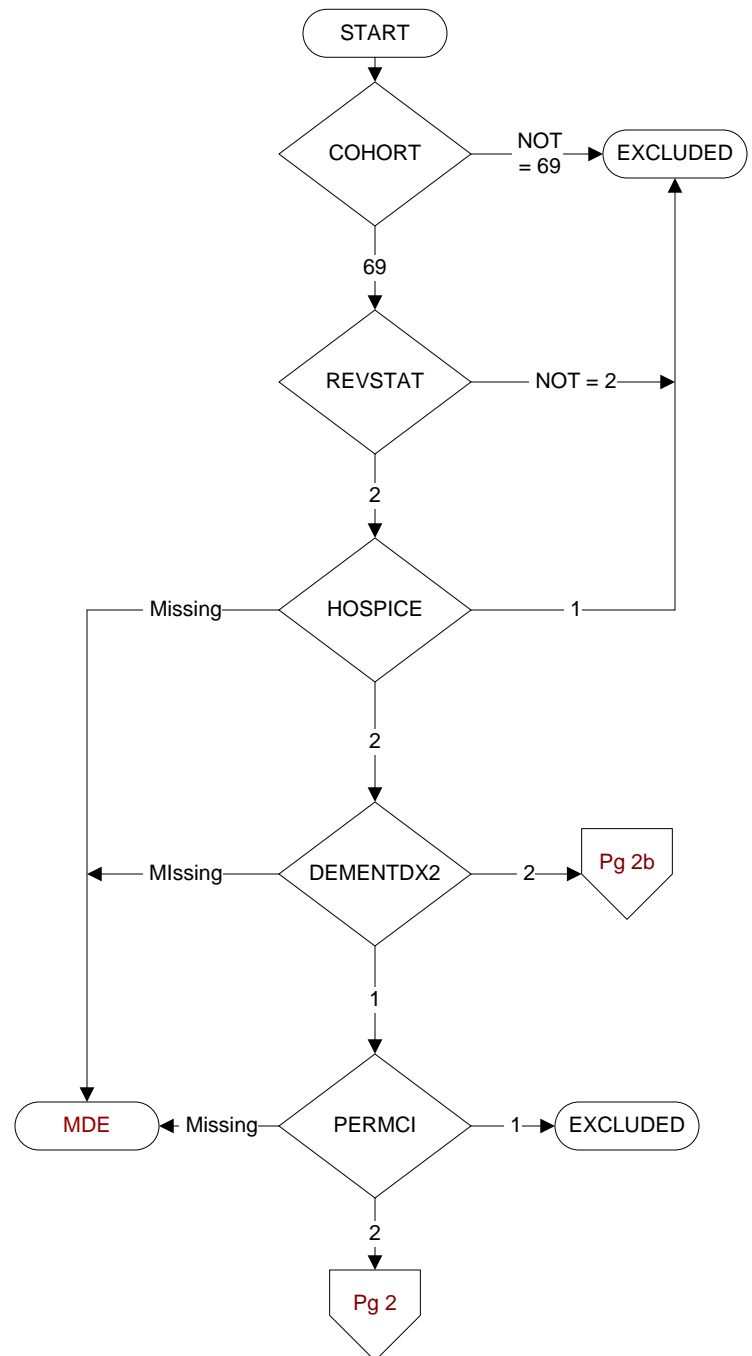 START
COHORT
NOT
= 69
EXCLUDED
69
REVSTAT
NOT = 2
2
Missing
HOSPICE
1
2
MIssing
DEMENTDX2
2
Pg 2b
1
MDE
Missing
PERMCI
1
EXCLUDED
2
Pg 2